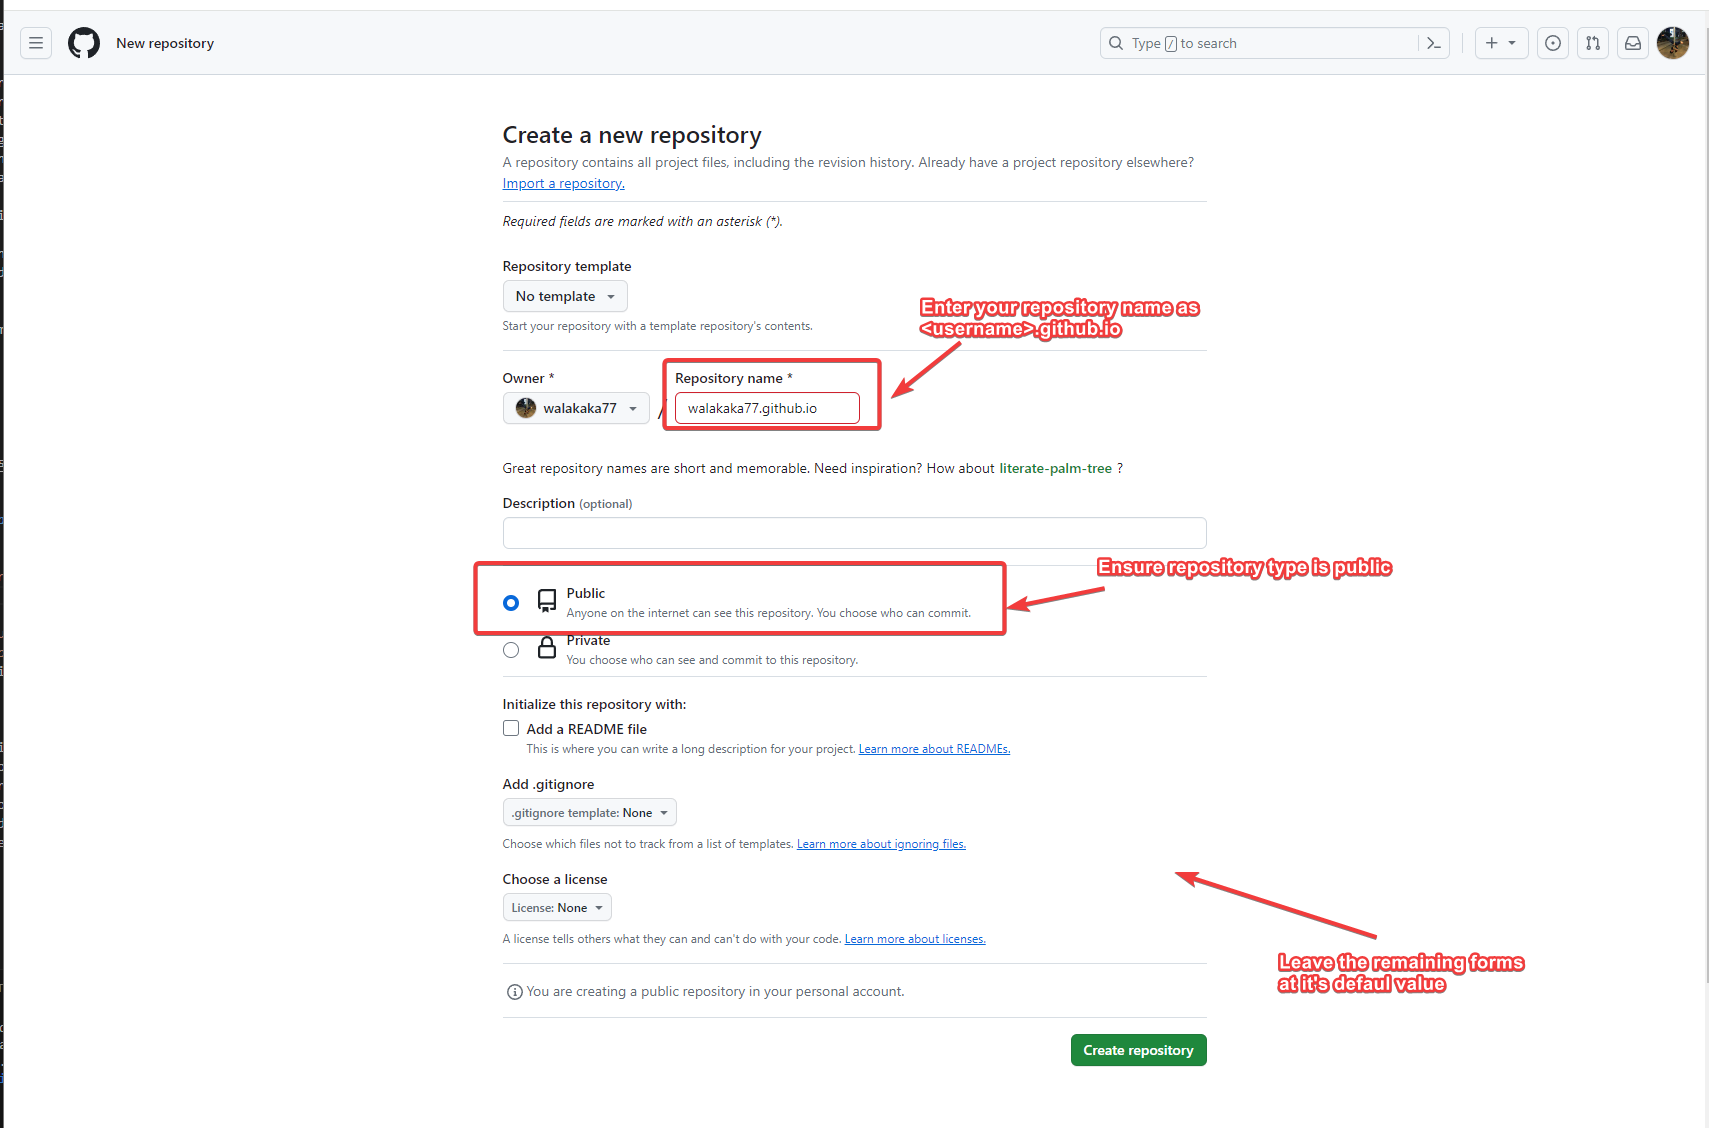 New repository
Type / to search
Create a new repository
A repository contains all project files, including the revision history. Already have a project repository elsewhere?
Import a repository.
Required fields are marked with an asterisk (*).
Repository template
No template
Start your repository with a template repository's contents.
Enter your repository name as
<username>.github.io
Owner *
Repository name *
walakaka77
/
walakaka77.github.io
Great repository names are short and memorable. Need inspiration? How about literate-palm-tree ?
Description (optional)
Ensure repository type is public
Public
Anyone on the internet can see this repository. You choose who can commit.
Private
You choose who can see and commit to this repository.
Initialize this repository with:
Add a README file
This is where you can write a long description for your project. Learn more about READMEs.
Add .gitignore
.gitignore template: None
Choose which files not to track from a list of templates. Learn more about ignoring files.
Choose a license
License: None
A license tells others what they can and can't do with your code. Learn more about licenses.
Leave the remaining forms
at it's defaul value
You are creating a public repository in your personal account.
Create repository